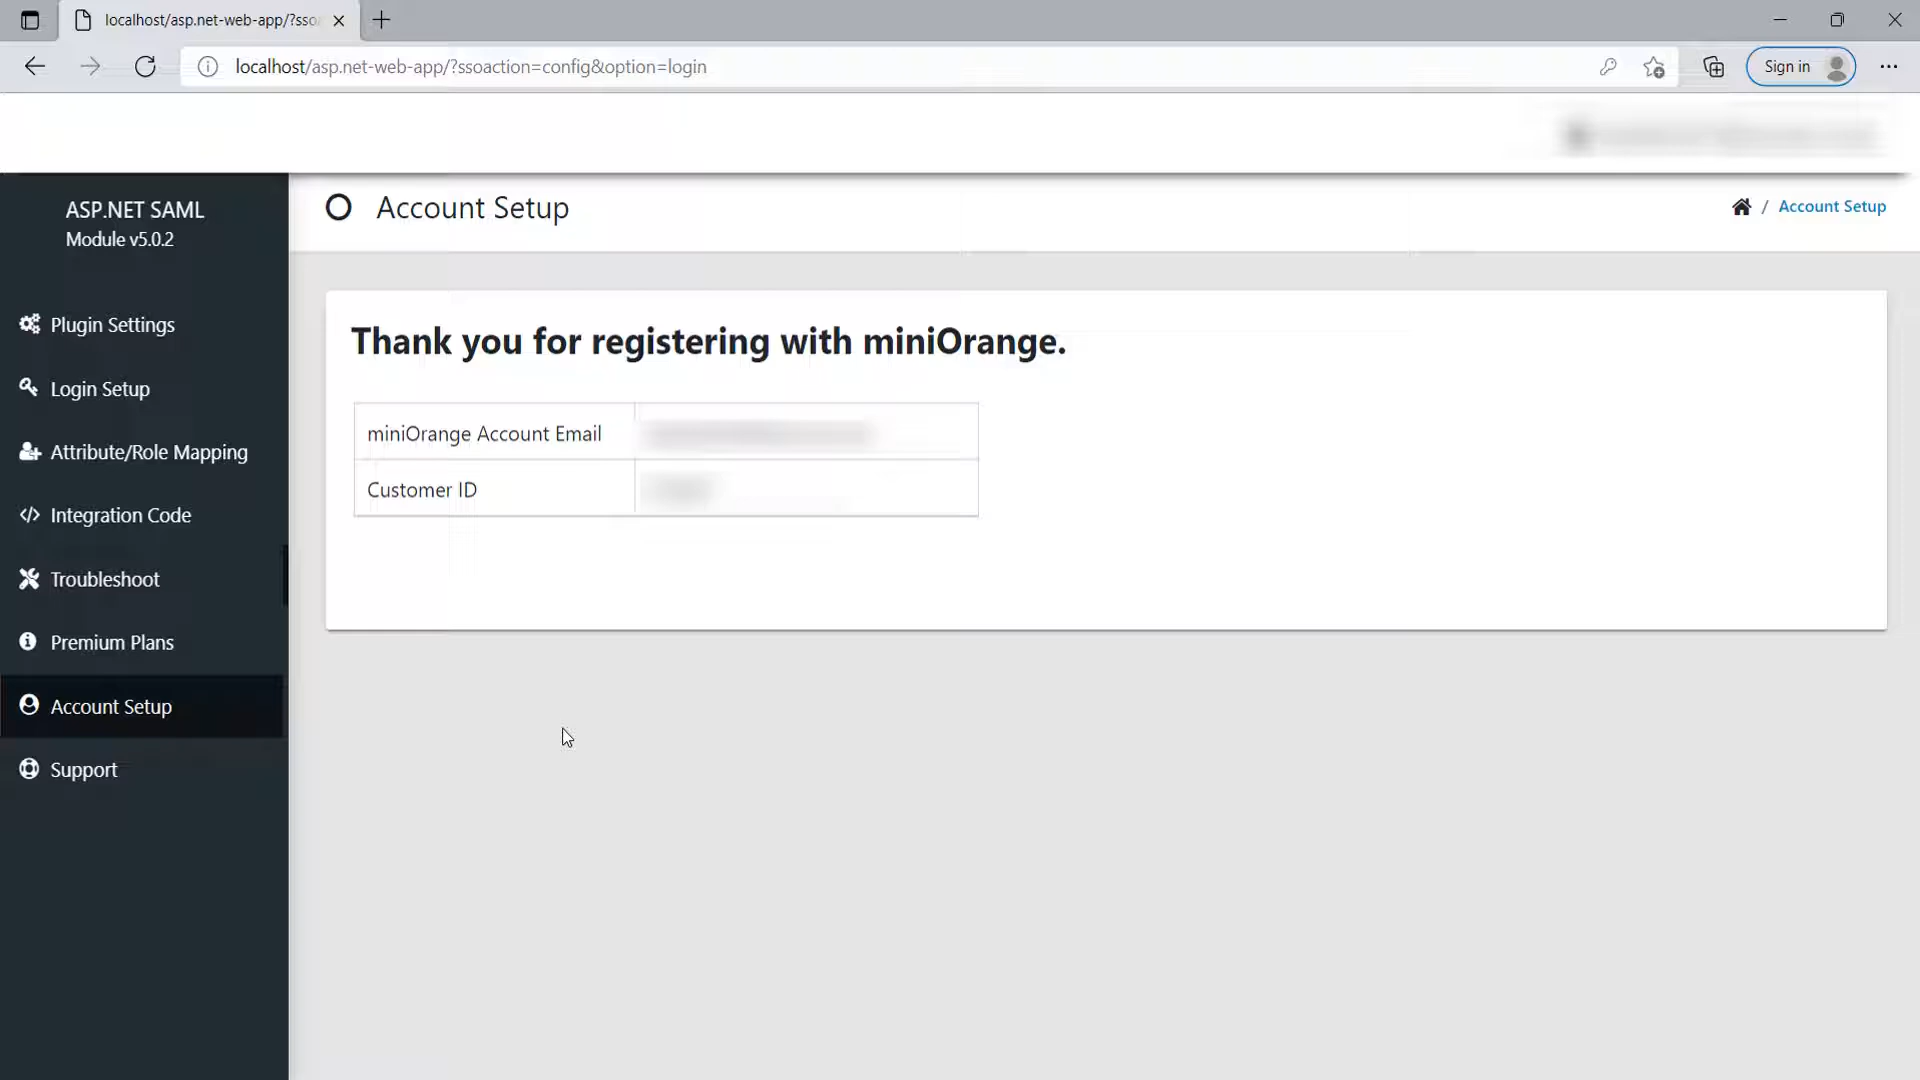 localhost/asp.net-web-app/?sso
localhost/asp.net-web-app/?ssoaction=config&option=login
Sign in
ASP.NET SAML
Module v5.0.2
Account Setup
/ Account Setup
Plugin Settings
Login Setup
Attribute/Role Mapping
Integration Code
Troubleshoot
Premium Plans
Account Setup
Support
Thank you for registering with miniOrange.
miniOrange Account Email
Customer ID